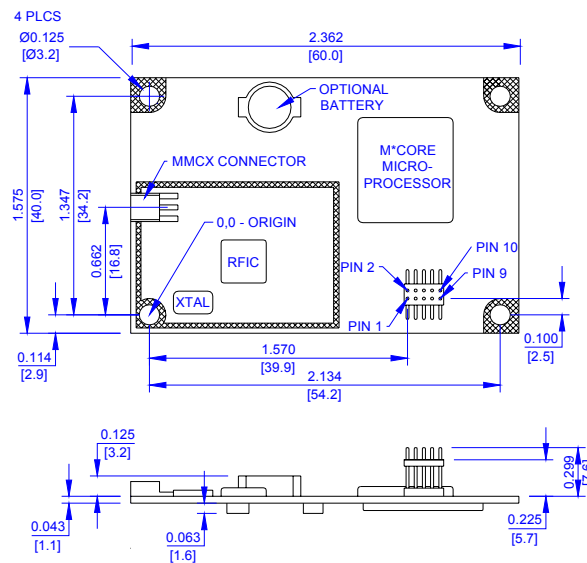 4 PLCS
Ø0.125
[Ø3.2]
2.362
[60.0]
OPTIONAL
BATTERY
M*CORE
MICRO-
PROCESSOR
MMCX CONNECTOR
1.575
[40.0]
1.347
[34.2]
0.662
[16.8]
0,0 - ORIGIN
RFIC
XTAL
PIN 2
PIN 10
PIN 9
PIN 1
0.114
[2.9]
1.570
[39.9]
2.134
[54.2]
0.100
[2.5]
0.125
[3.2]
0.043
[1.1]
0.063
[1.6]
0.299
[7.6]
0.225
[5.7]